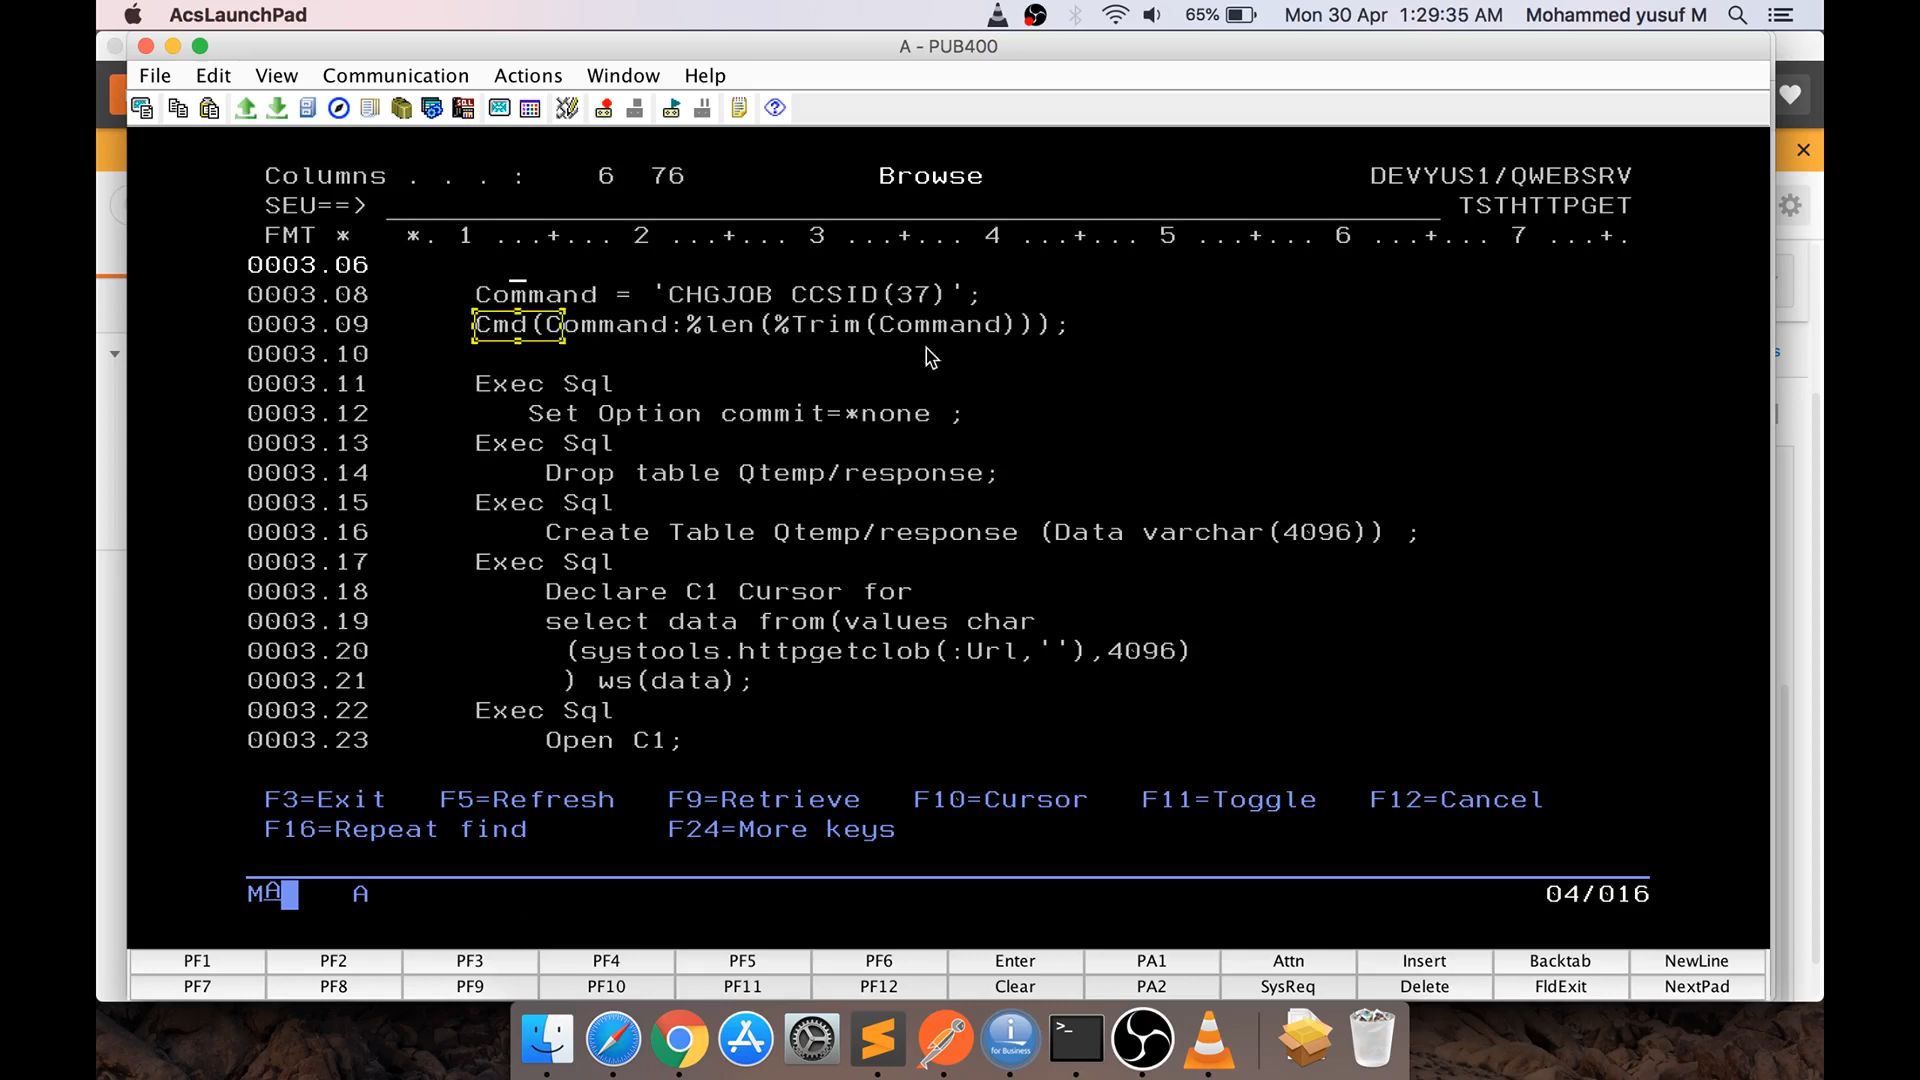 AcsLaunchPad 65% Mon 30 Apr 1:29:35 AM Mohammed yusuf M
A - PUB400
File Edit View Communication Actions Window Help
Columns . . . : 6 76 Browse DEVYUS1/QWEBSRV
SEU==> TSTHTTPGET
FMT * *. 1 ...+... 2 ...+... 3 ...+... 4 ...+... 5 ...+... 6 ...+... 7 ...+.
0003.06
0003.08 Command = 'CHGJOB CCSID(37)';
0003.09 Cmd(Command:%len(%Trim(Command)));
0003.10
0003.11 Exec Sql
0003.12 Set Option commit=*none ;
0003.13 Exec Sql
0003.14 Drop table Qtemp/response;
0003.15 Exec Sql
0003.16 Create Table Qtemp/response (Data varchar(4096)) ;
0003.17 Exec Sql
0003.18 Declare C1 Cursor for
0003.19 select data from(values char
0003.20 (systools.httpgetclob(:Url,''),4096)
0003.21 ) ws(data);
0003.22 Exec Sql
0003.23 Open C1;
F3=Exit F5=Refresh F9=Retrieve F10=Cursor F11=Toggle F12=Cancel
F16=Repeat find F24=More keys
MA A 04/016
PF1 PF2 PF3 PF4 PF5 PF6 Enter PA1 Attn Insert Backtab NewLine
PF7 PF8 PF9 PF10 PF11 PF12 Clear PA2 SysReq Delete FldExit NextPad
for Business